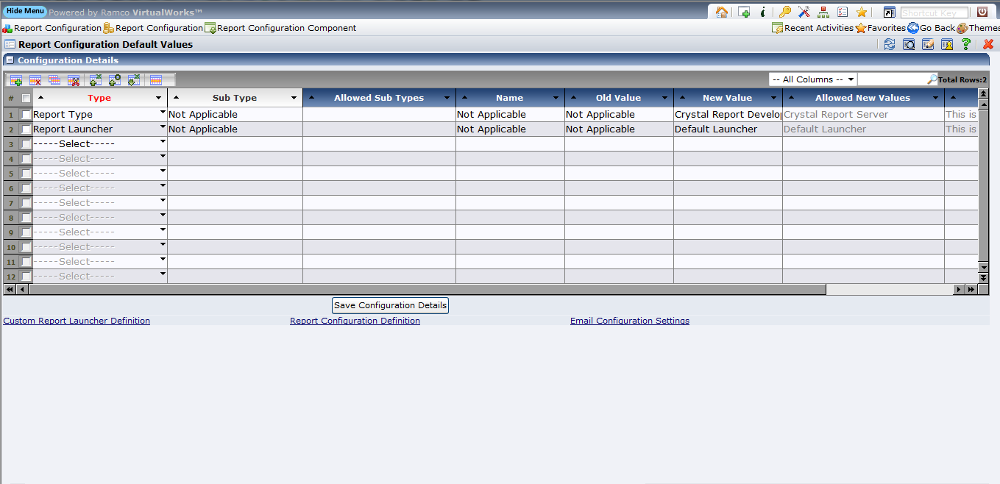 Hide Menu Powered by Ramco VirtualWorks™ Shortcut Key
Report Configuration Report Configuration Report Configuration Component Recent Activities Favorites Go Back Themes
Report Configuration Default Values
Configuration Details
-- All Columns -- Total Rows:2
# Type Sub Type Allowed Sub Types Name Old Value New Value Allowed New Values
1 Report Type Not Applicable Not Applicable Not Applicable Crystal Report Develop Crystal Report Server This is
2 Report Launcher Not Applicable Not Applicable Not Applicable Default Launcher Default Launcher This is
3 -----Select-----
4 -----Select-----
5 -----Select-----
6 -----Select-----
7 -----Select-----
8 -----Select-----
9 -----Select-----
10 -----Select-----
11 -----Select-----
12 -----Select-----
Save Configuration Details
Custom Report Launcher Definition Report Configuration Definition Email Configuration Settings